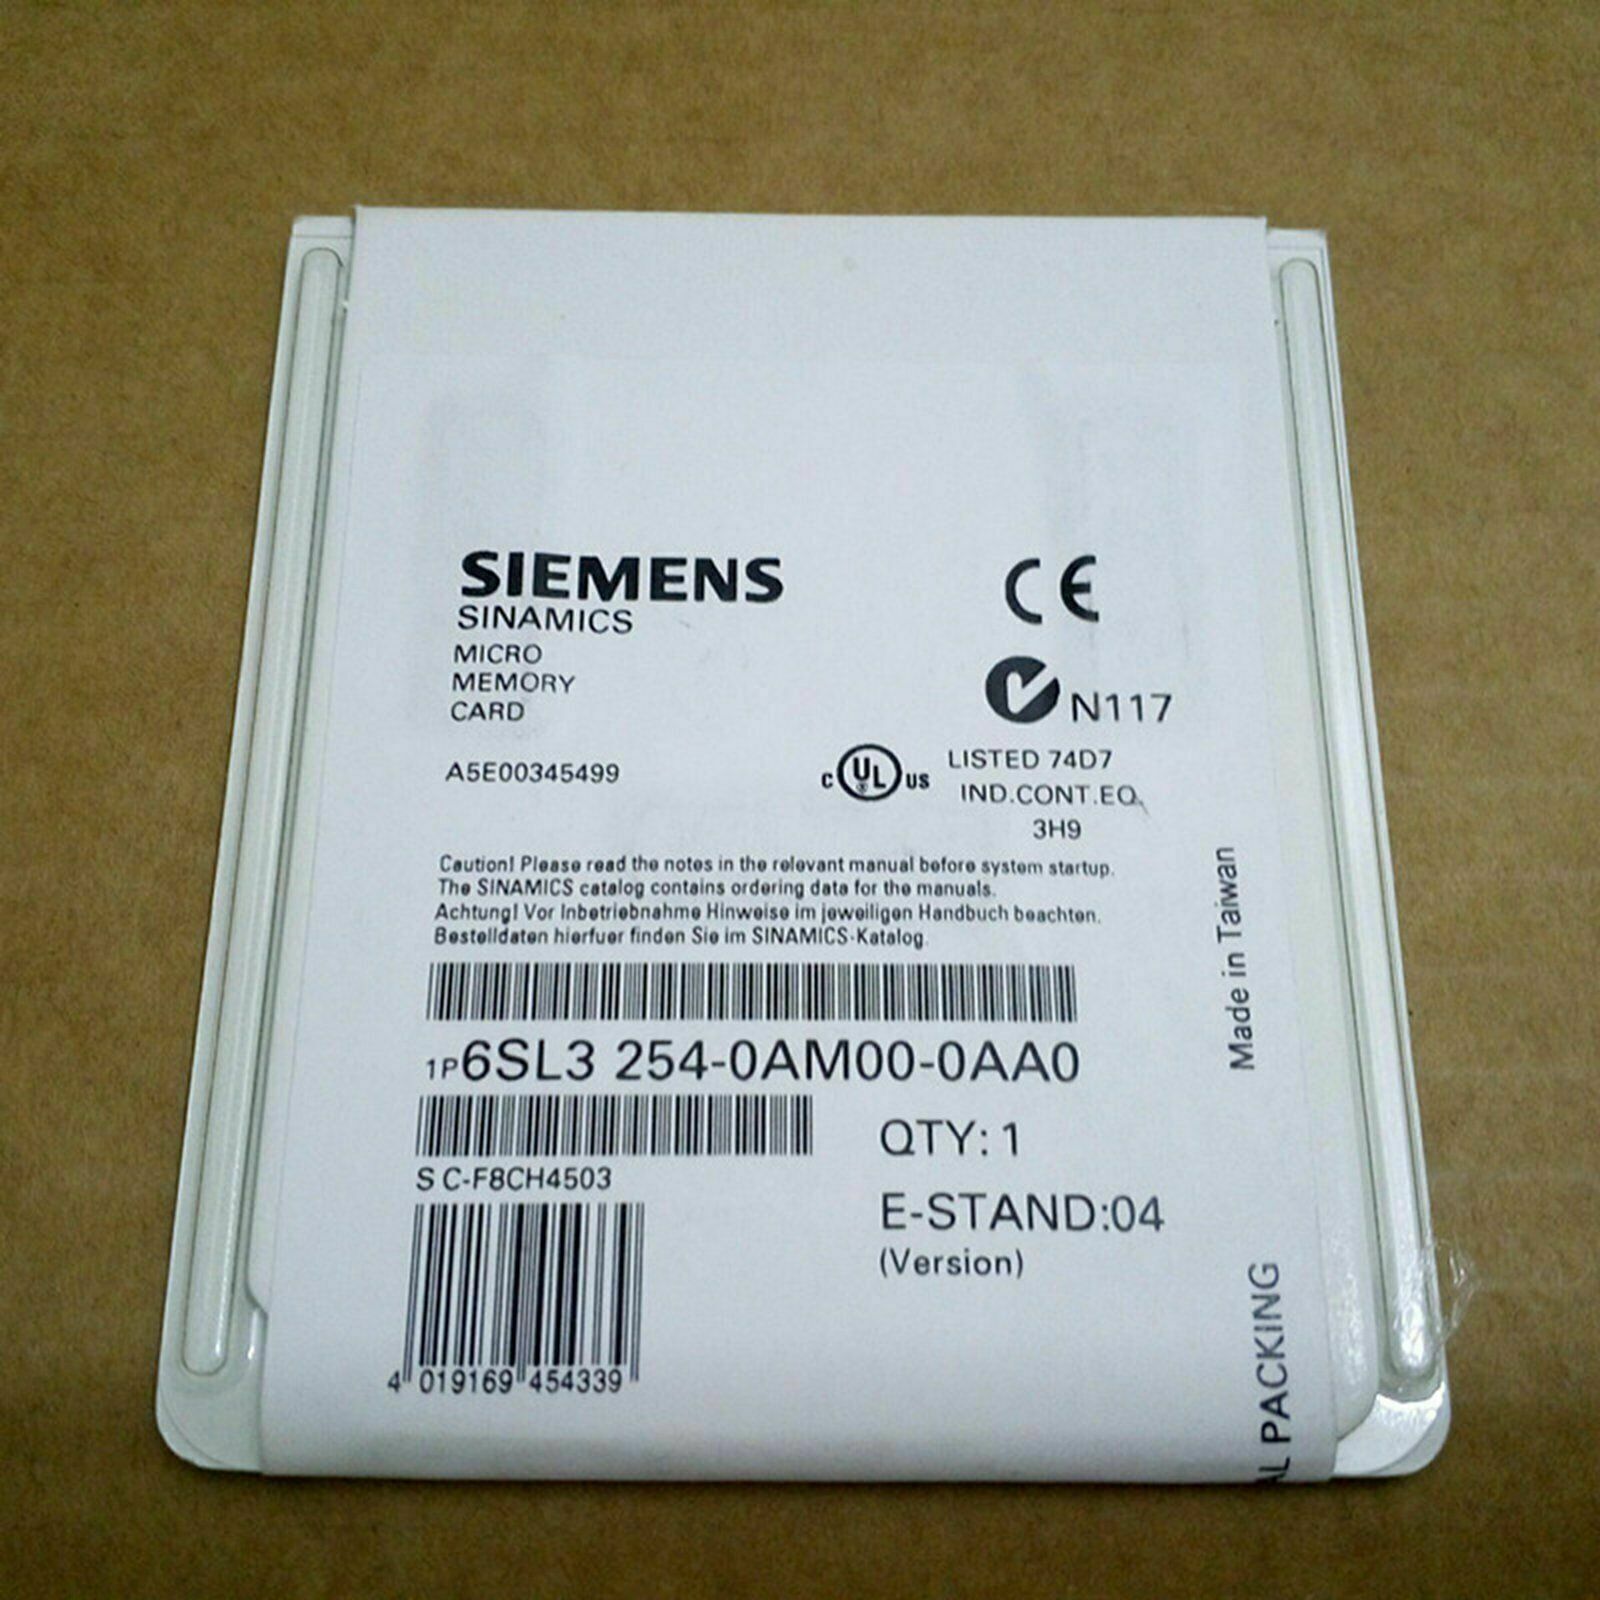 SIEMENS
SINAMICS
MICRO
MEMORY
CARD
A5E00345499
CE
N117
C UL US
LISTED 74D7
IND.CONT.EQ.
3H9
Caution! Please read the notes in the relevant manual before system startup.
The SINAMICS catalog contains ordering data for the manuals.
Achtung! Vor Inbetriebnahme Hinweise im jeweiligen Handbuch beachten.
Bestelldaten hierfuer finden Sie im SINAMICS-Katalog.
1P6SL3 254-0AM00-0AA0
S C-F8CH4503
QTY: 1
E-STAND:04
(Version)
4 019169 454339
Made in Taiwan
AL PACKING